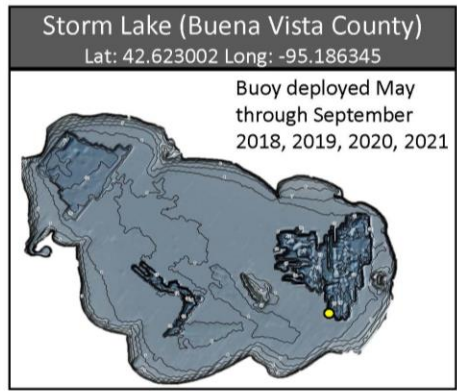 Storm Lake (Buena Vista County)
Lat: 42.623002 Long: -95.186345
Buoy deployed May
through September
2018, 2019, 2020, 2021